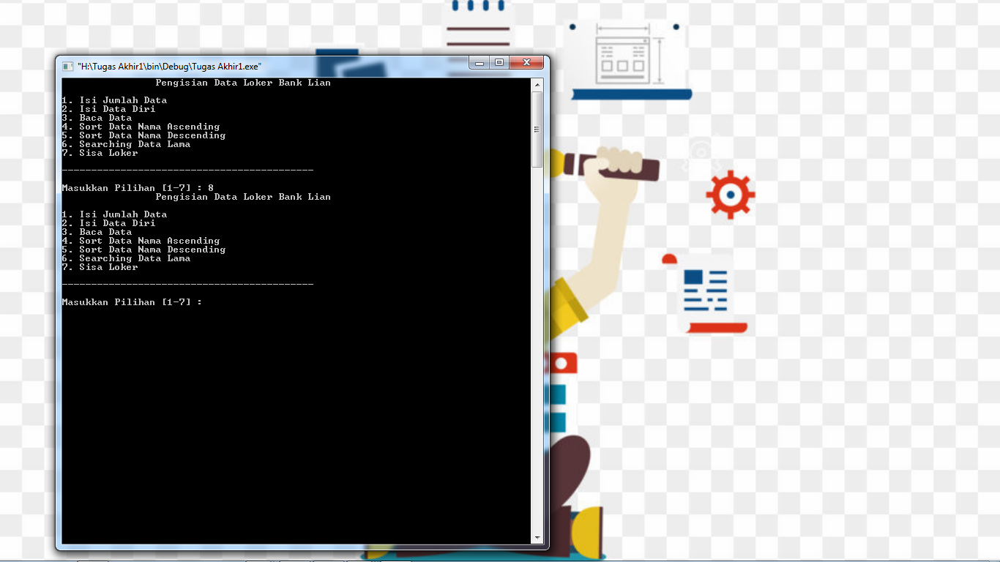 "H:\Tugas Akhir1\bin\Debug\Tugas Akhir1.exe"
Pengisian Data Loker Bank Lian
1. Isi Jumlah Data
2. Isi Data Diri
3. Baca Data
4. Sort Data Nama Ascending
5. Sort Data Nama Descending
6. Searching Data Lama
7. Sisa Loker
___________________________________________
Masukkan Pilihan [1-7] : 8
Pengisian Data Loker Bank Lian
1. Isi Jumlah Data
2. Isi Data Diri
3. Baca Data
4. Sort Data Nama Ascending
5. Sort Data Nama Descending
6. Searching Data Lama
7. Sisa Loker
___________________________________________
Masukkan Pilihan [1-7] :